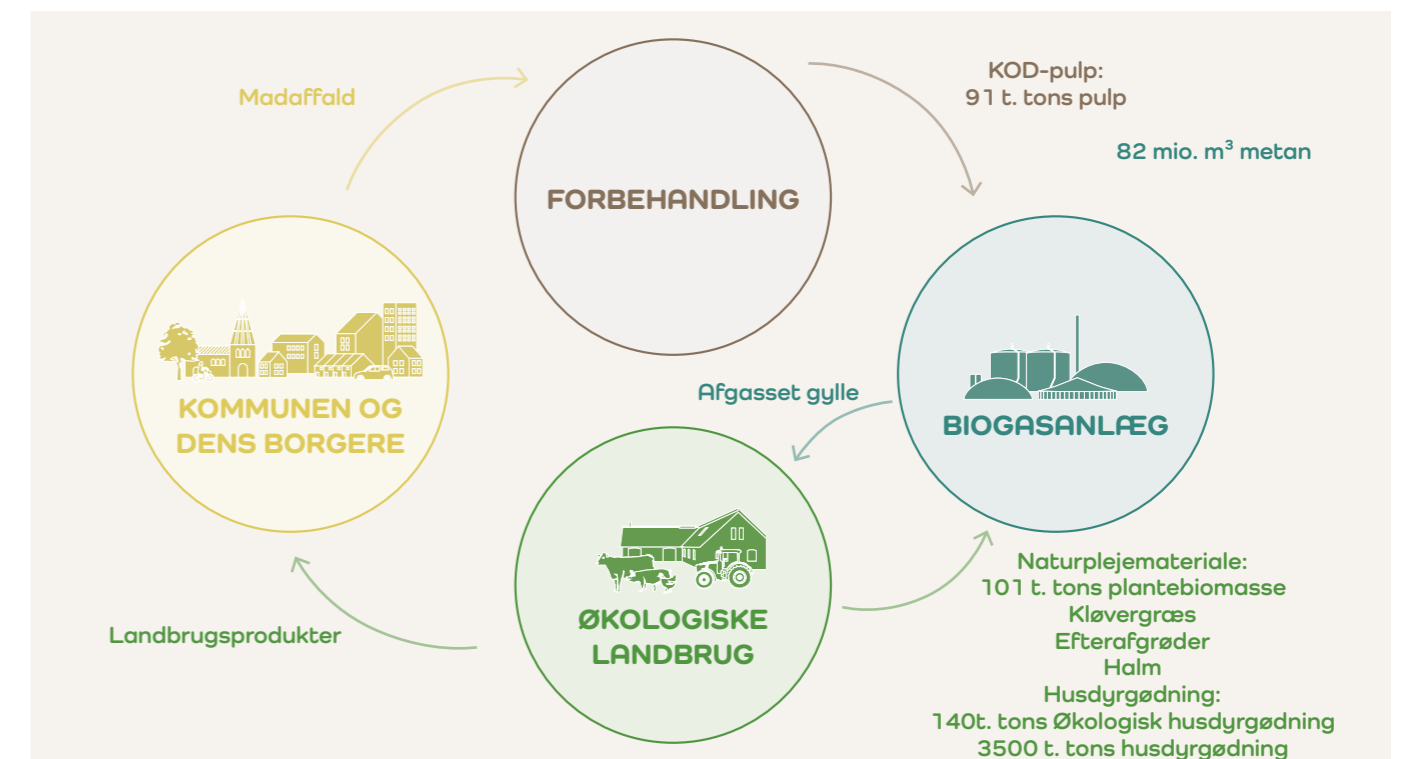 Madaffald
KOD-pulp:
91 t. tons pulp
82 mio. m³ metan
FORBEHANDLING
KOMMUNEN OG
DENS BORGERE
Afgasset gylle
BIOGASANLÆG
ØKOLOGISKE
LANDBRUG
Landbrugsprodukter
Naturplejemateriale:
101 t. tons plantebiomasse
Kløvergræs
Efterafgrøder
Halm
Husdyrgødning:
140t. tons Økologisk husdyrgødning
3500 t. tons husdyrgødning